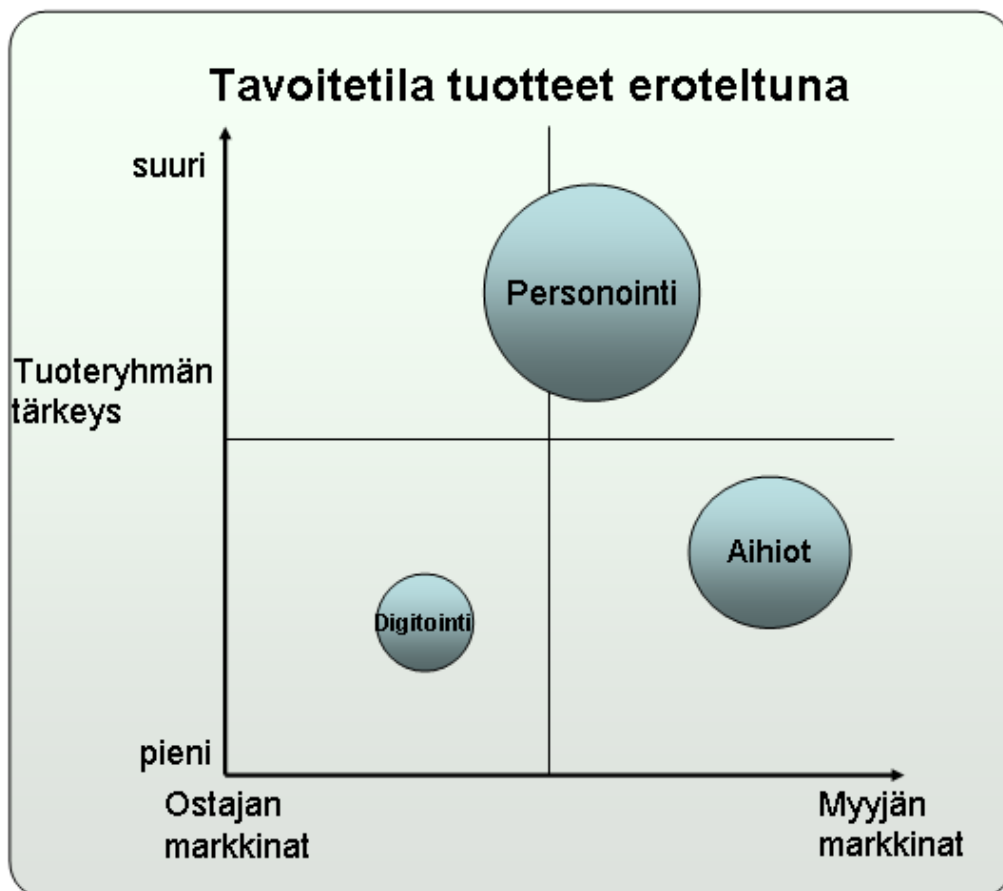 Tavoitetila tuotteet eroteltuna
suuri
Personointi
Tuoteryhmän
tärkeys
Aihiot
Digitointi
pieni
Ostajan
markkinat
Myyjän
markkinat